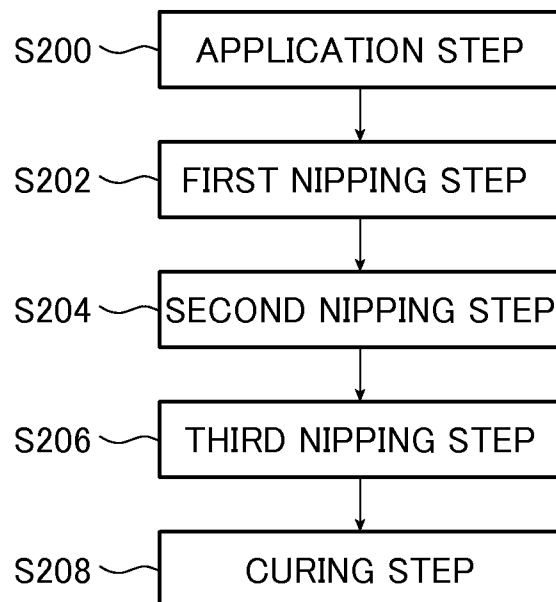 S200 APPLICATION STEP
S202 FIRST NIPPING STEP
S204 SECOND NIPPING STEP
S206 THIRD NIPPING STEP
S208 CURING STEP